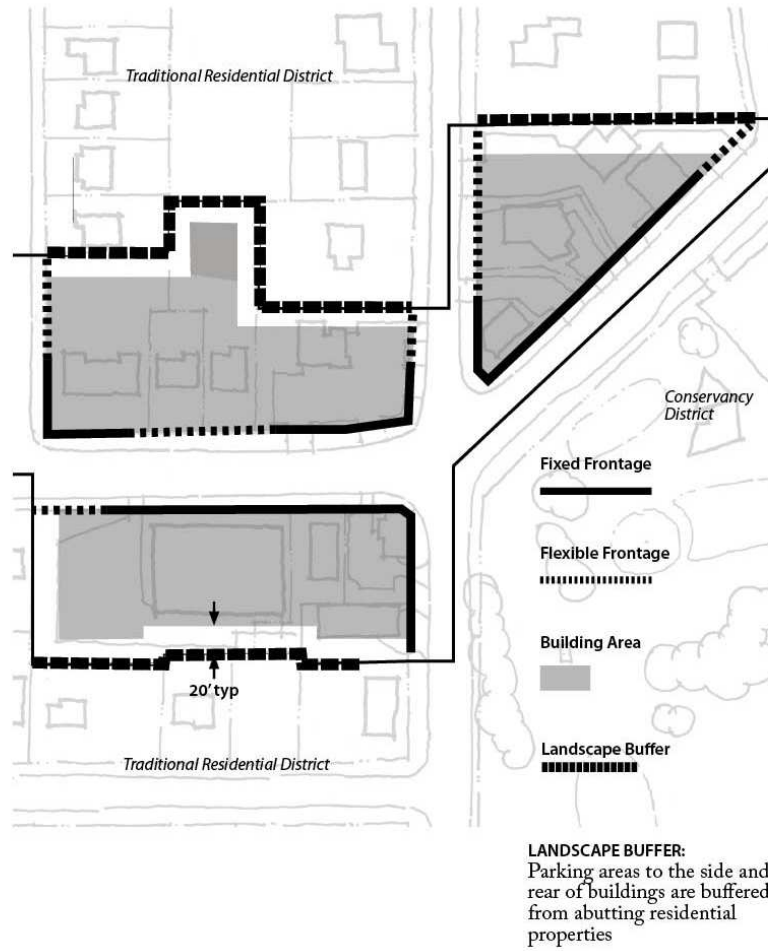 Traditional Residential District
Conservancy
District
Fixed Frontage
Flexible Frontage
Building Area
20' typ
Landscape Buffer
Traditional Residential District
LANDSCAPE BUFFER:
Parking areas to the side and
rear of buildings are buffered
from abutting residential
properties